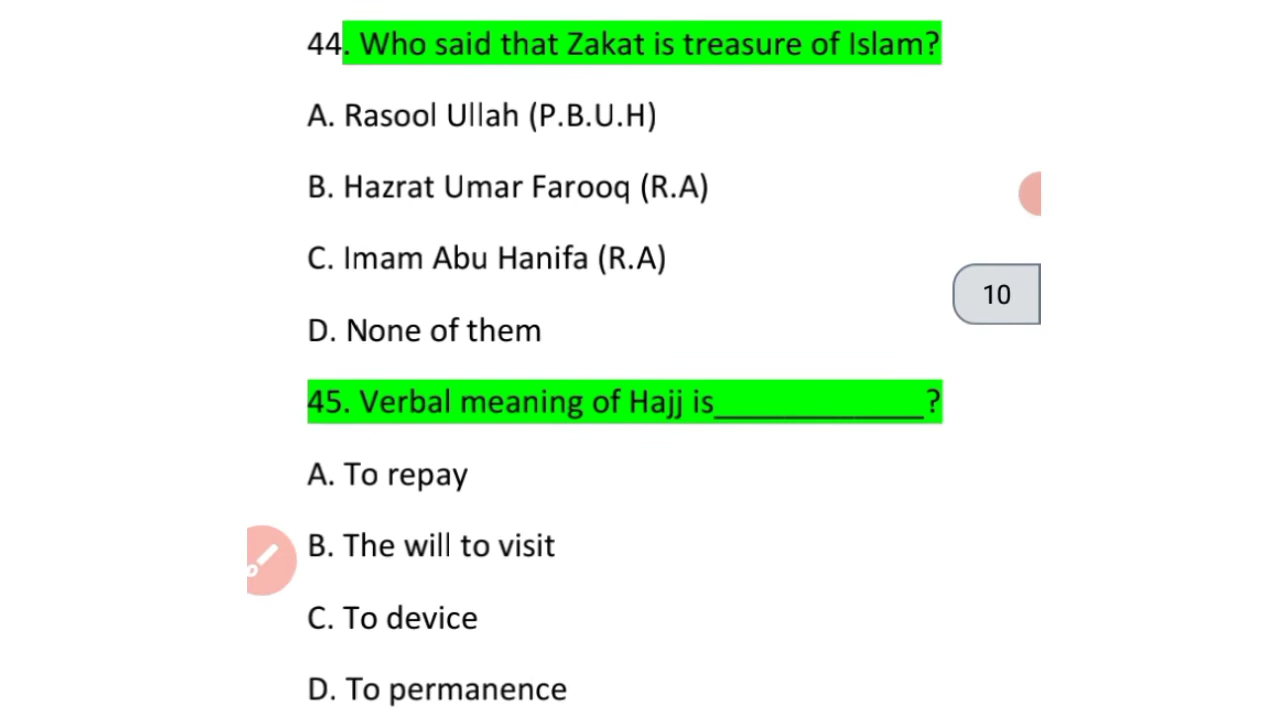 44. Who said that Zakat is treasure of Islam?
A. Rasool Ullah (P.B.U.H)
B. Hazrat Umar Farooq (R.A)
C. Imam Abu Hanifa (R.A)
10
D. None of them
45. Verbal meaning of Hajj is____________?
A. To repay
B. The will to visit
C. To device
D. To permanence